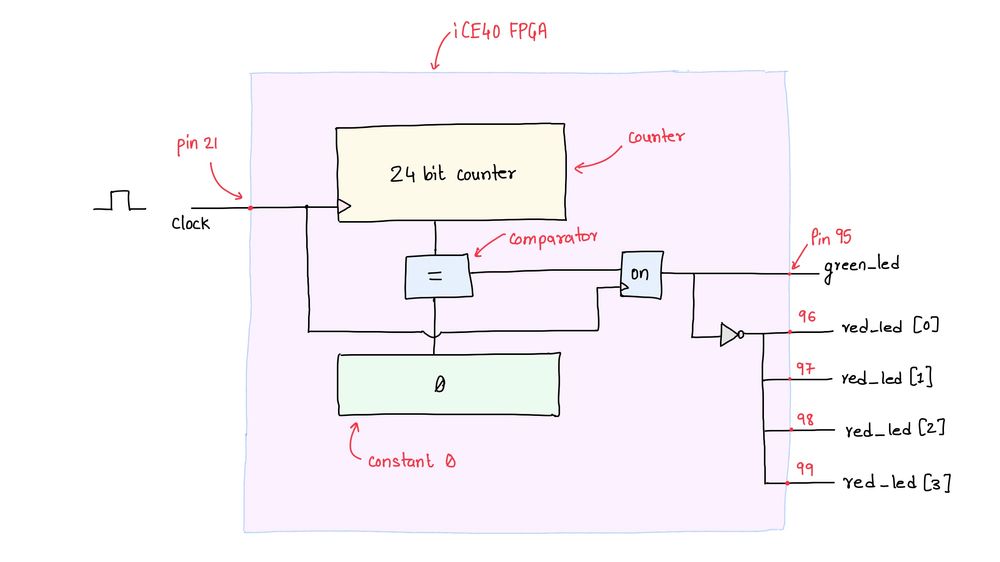 iCE40 FPGA
pin 21
counter
24 bit counter
clock
comparator
=
on
Pin 95
green_led
96
red_led [0]
97
red_led [1]
0
98
red_led [2]
constant 0
99
red_led [3]